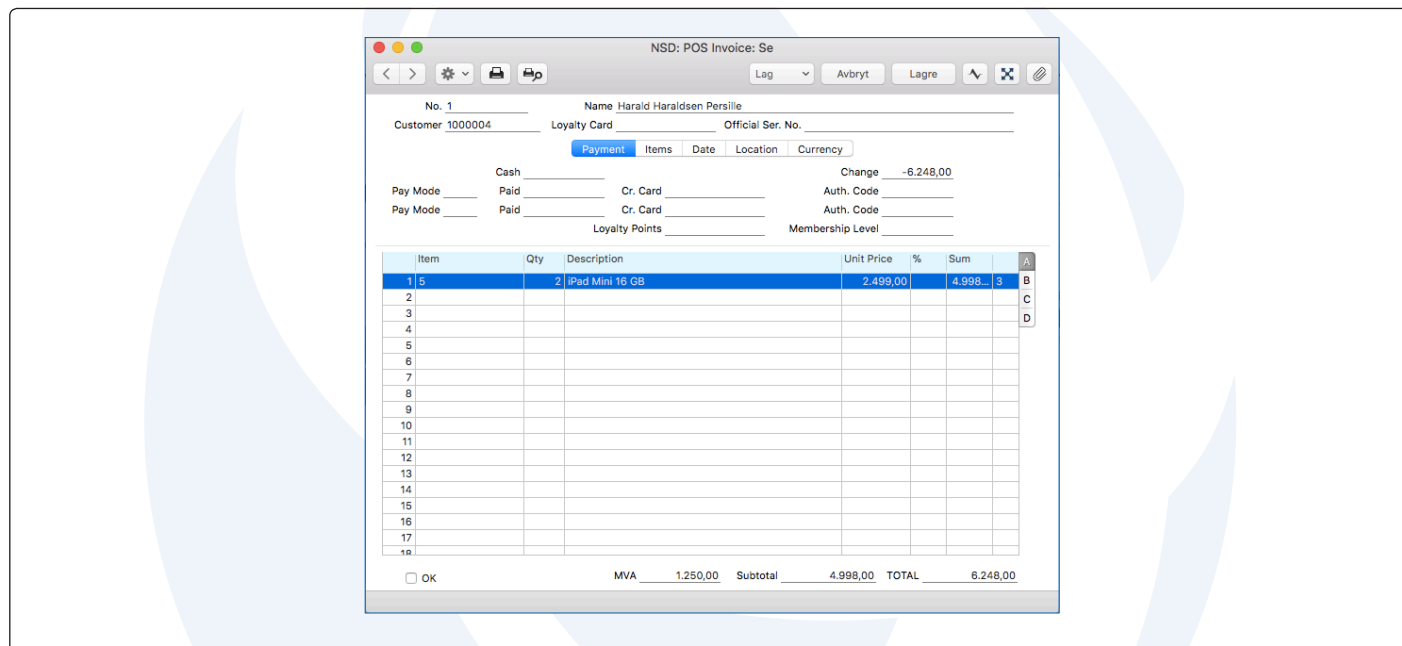 NSD: POS Invoice: Se
Lag Avbryt Lagre
No. 1 Name Harald Haraldsen Persille
Customer 1000004 Loyalty Card Official Ser. No.
Payment Items Date Location Currency
Cash Change -6.248,00
Pay Mode Paid Cr. Card Auth. Code
Pay Mode Paid Cr. Card Auth. Code
Loyalty Points Membership Level
Item Qty Description Unit Price % Sum A
1 5 2 iPad Mini 16 GB 2.499,00 4.998... 3 B
2 C
3 D
4
5
6
7
8
9
10
11
12
13
14
15
16
17
18
OK MVA 1.250,00 Subtotal 4.998,00 TOTAL 6.248,00